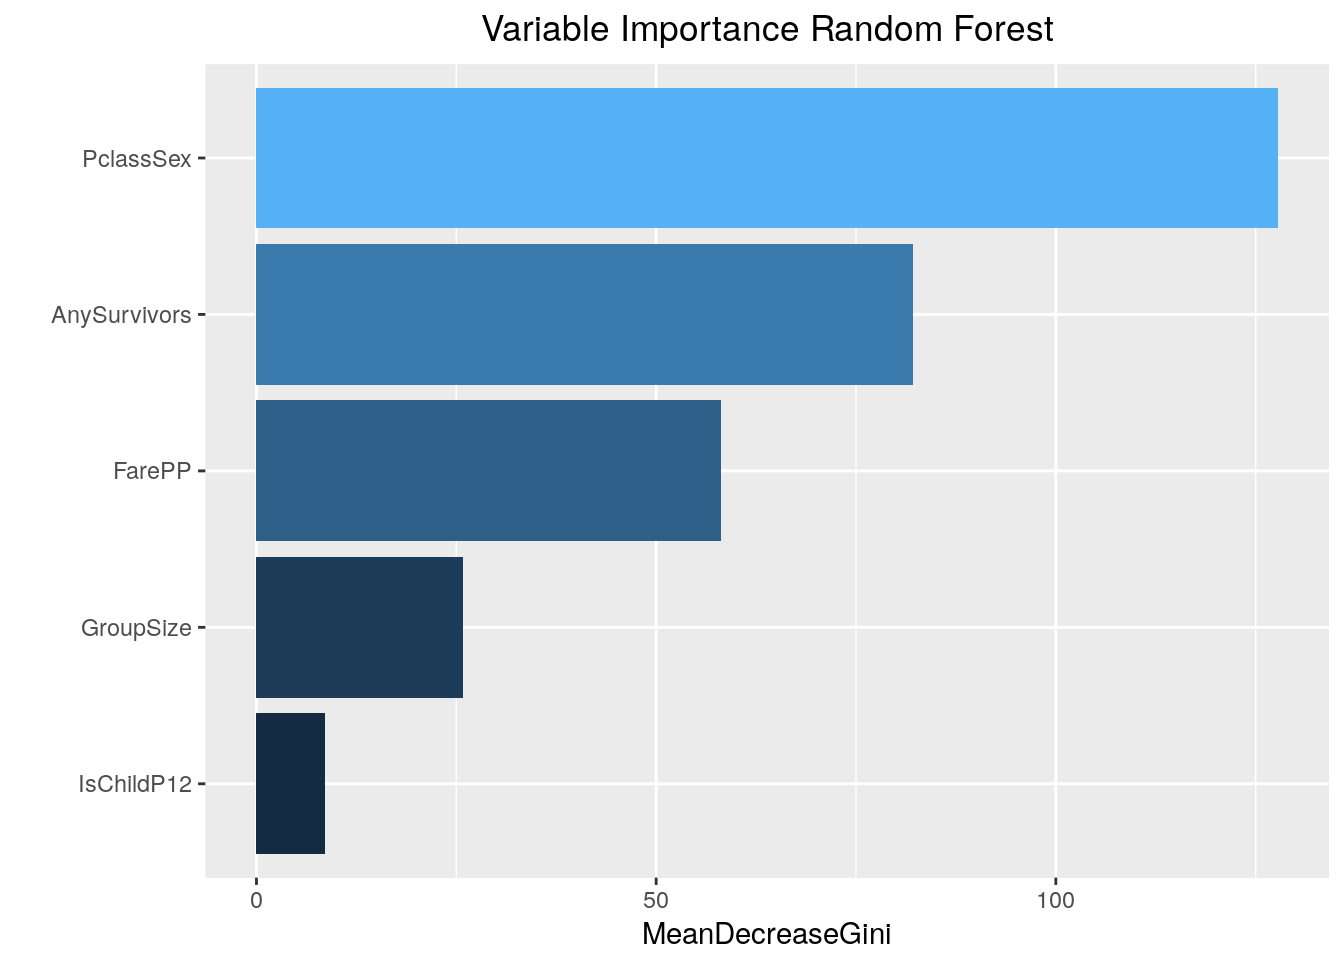 Variable Importance Random Forest
PclassSex
AnySurvivors
FarePP
GroupSize
IsChildP12
0 50 100
MeanDecreaseGini